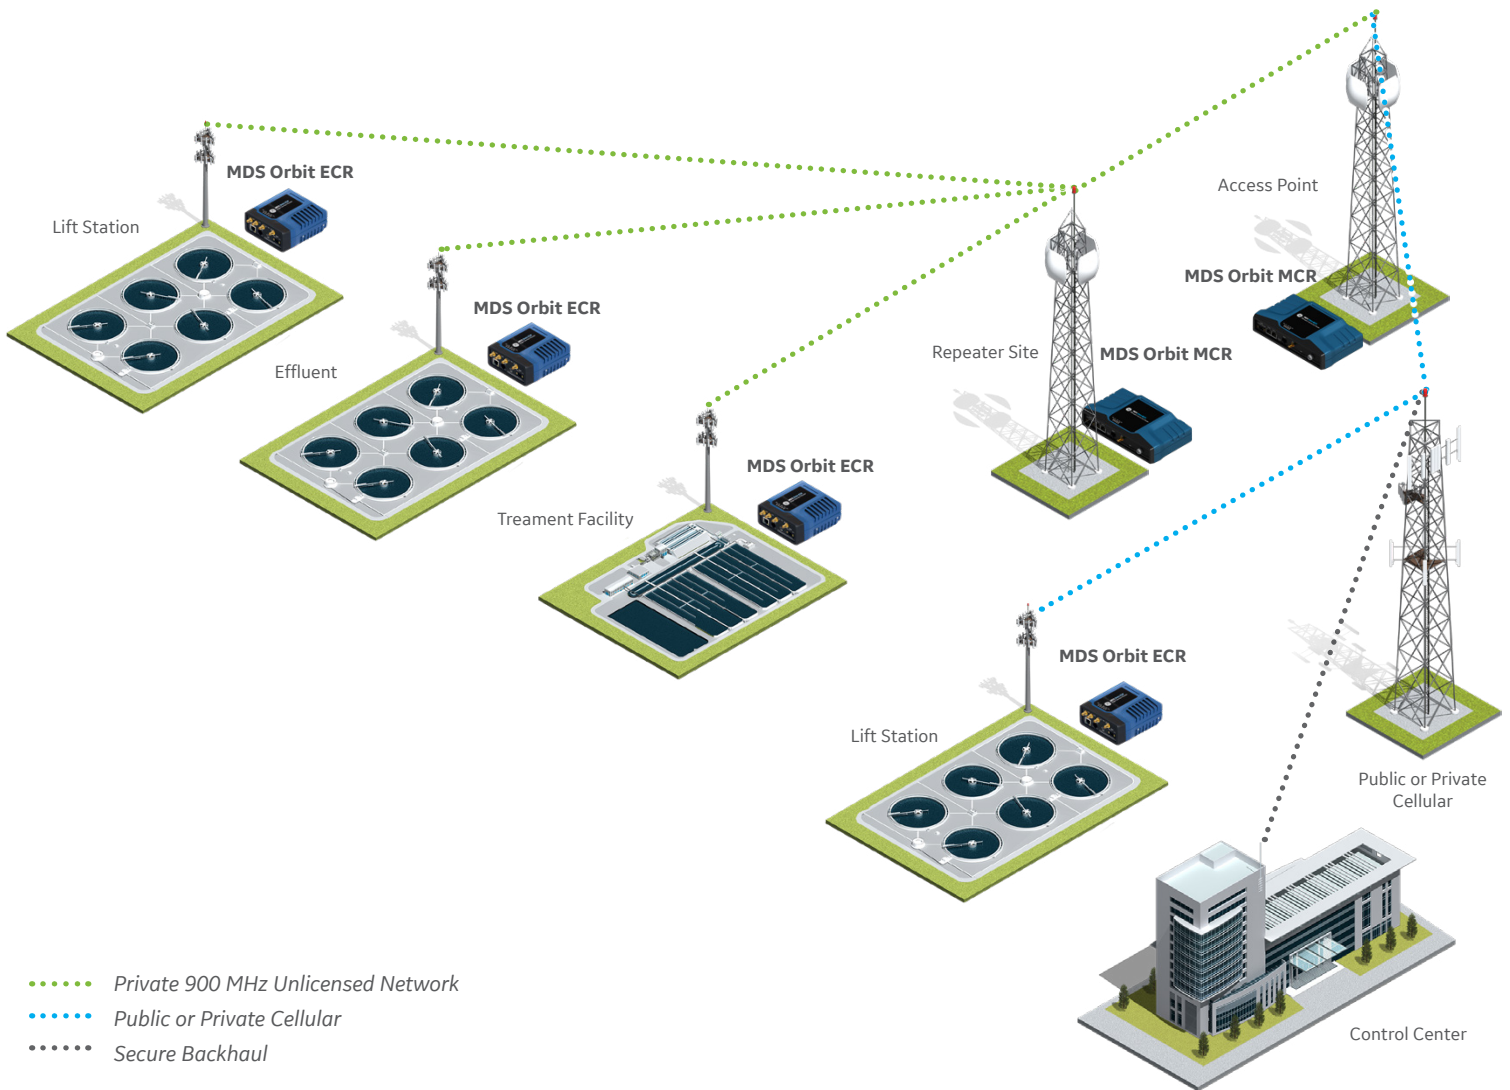 MDS Orbit ECR
Lift Station
Access Point
MDS Orbit MCR
MDS Orbit ECR
Effluent
Repeater Site
MDS Orbit MCR
MDS Orbit ECR
Treament Facility
MDS Orbit ECR
Lift Station
Public or Private
Cellular
Private 900 MHz Unlicensed Network
Public or Private Cellular
Secure Backhaul
Control Center